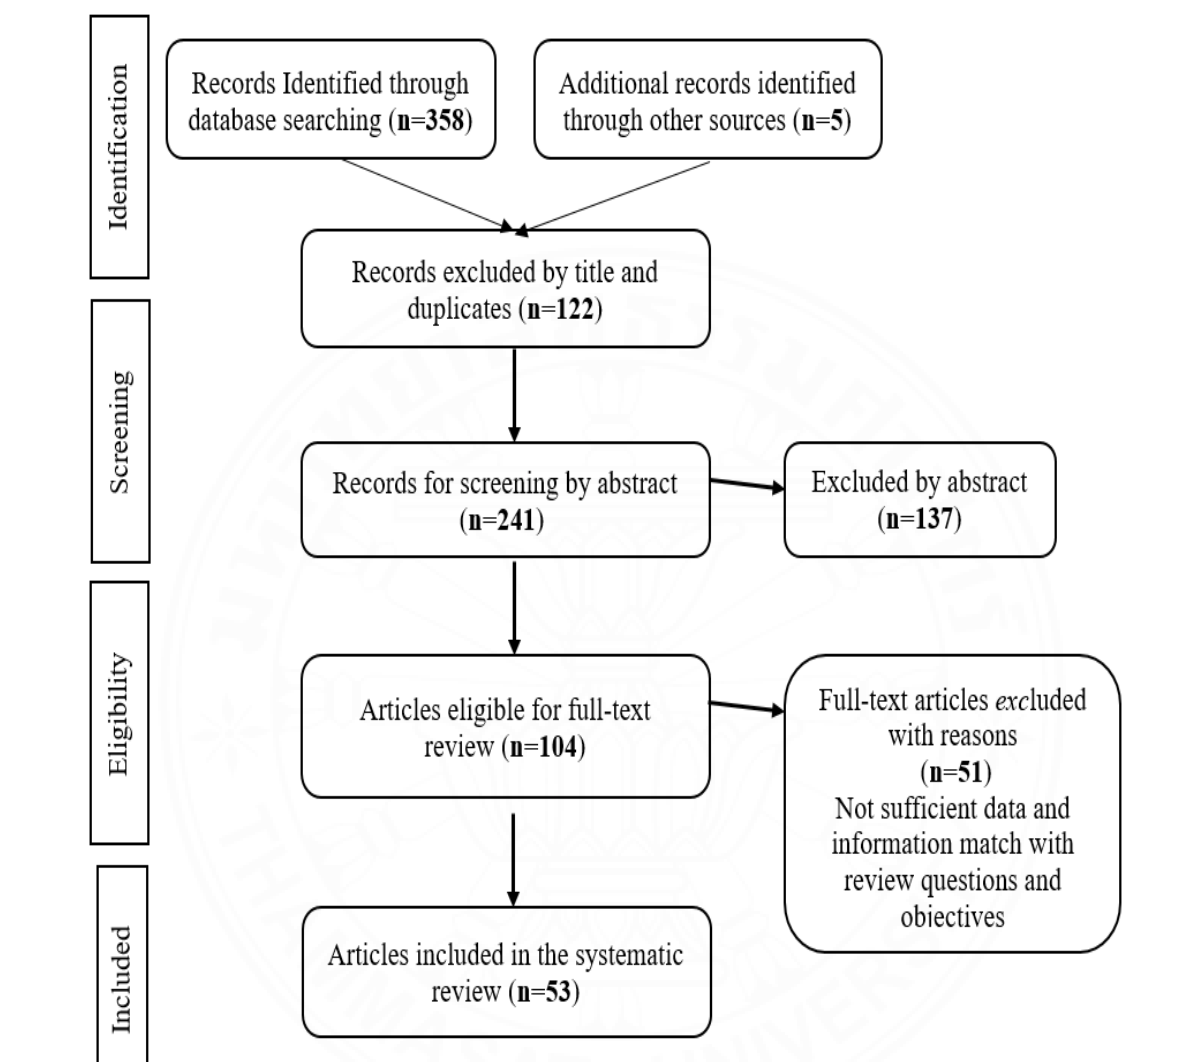 Identification
Records Identified through
database searching (n=358)
Additional records identified
through other sources (n=5)
Records excluded by title and
duplicates (n=122)
Screening
Records for screening by abstract
(n=241)
Excluded by abstract
(n=137)
Eligibility
Articles eligible for full-text
review (n=104)
Full-text articles excluded
with reasons
(n=51)
Not sufficient data and
information match with
review questions and
objectives
Included
Articles included in the systematic
review (n=53)